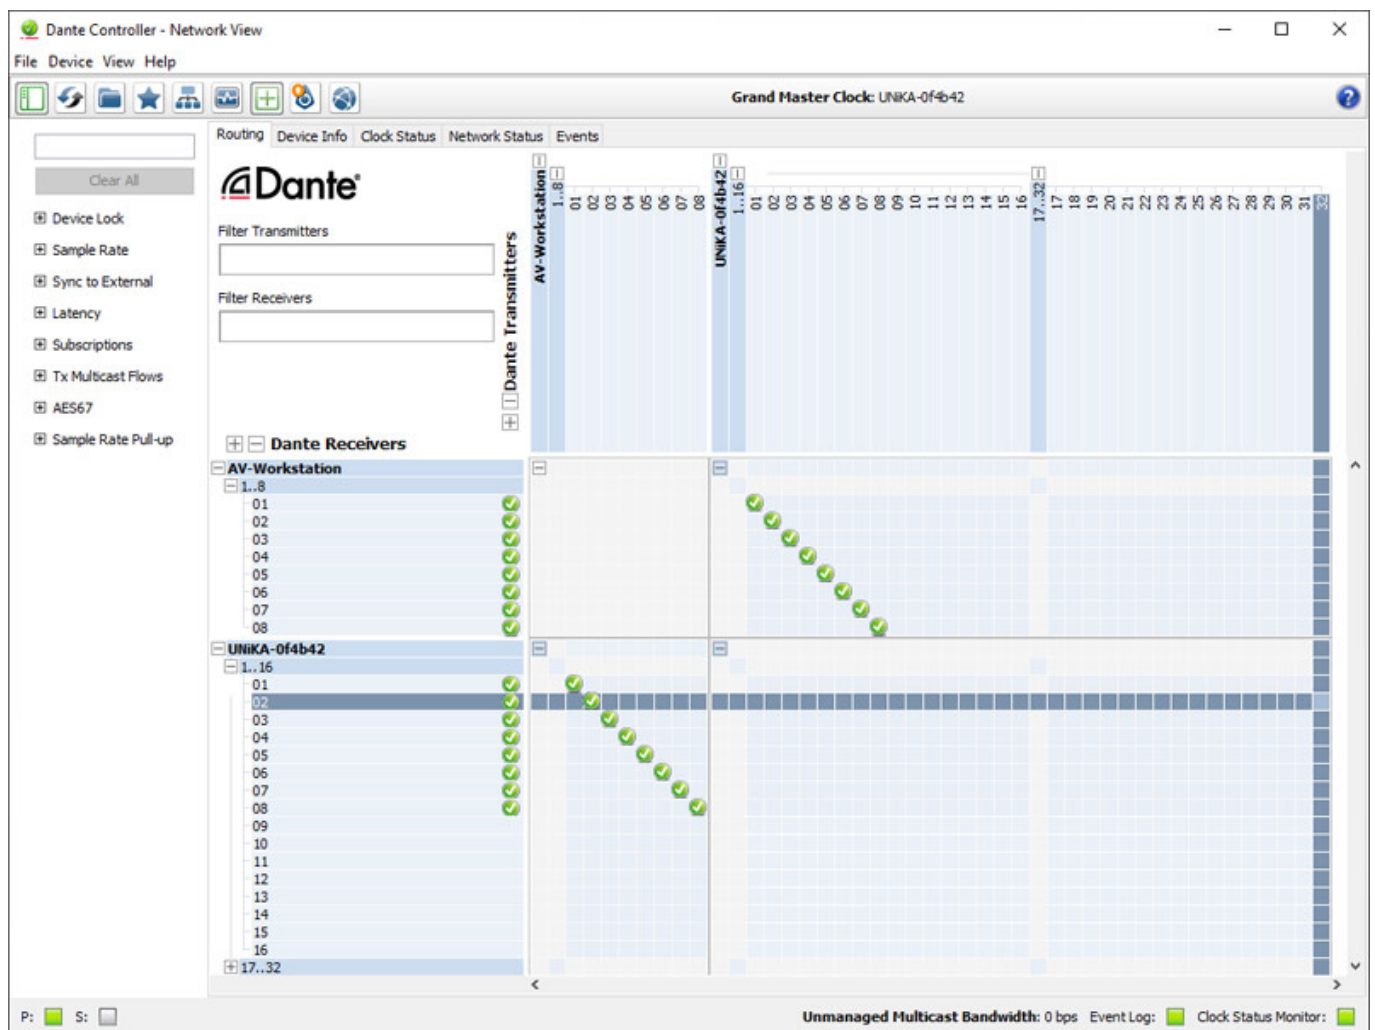 Dante Controller - Network View
File Device View Help
Grand Master Clock: UNiKA-0f4b42
Routing Device Info Clock Status Network Status Events
Clear All
Device Lock
Sample Rate
Sync to External
Latency
Subscriptions
Tx Multicast Flows
AES67
Sample Rate Pull-up
Dante®
Filter Transmitters
Filter Receivers
Dante Transmitters
AV-Workstation
1..8
01 02 03 04 05 06 07 08
UNiKA-0f4b42
1..16
01 02 03 04 05 06 07 08 09 10 11 12 13 14 15 16
17..32
17 18 19 20 21 22 23 24 25 26 27 28 29 30 31 32
Dante Receivers
AV-Workstation
1..8
01
02
03
04
05
06
07
08
UNiKA-0f4b42
1..16
01
02
03
04
05
06
07
08
09
10
11
12
13
14
15
16
17..32
P: S: Unmanaged Multicast Bandwidth: 0 bps Event Log: Clock Status Monitor: